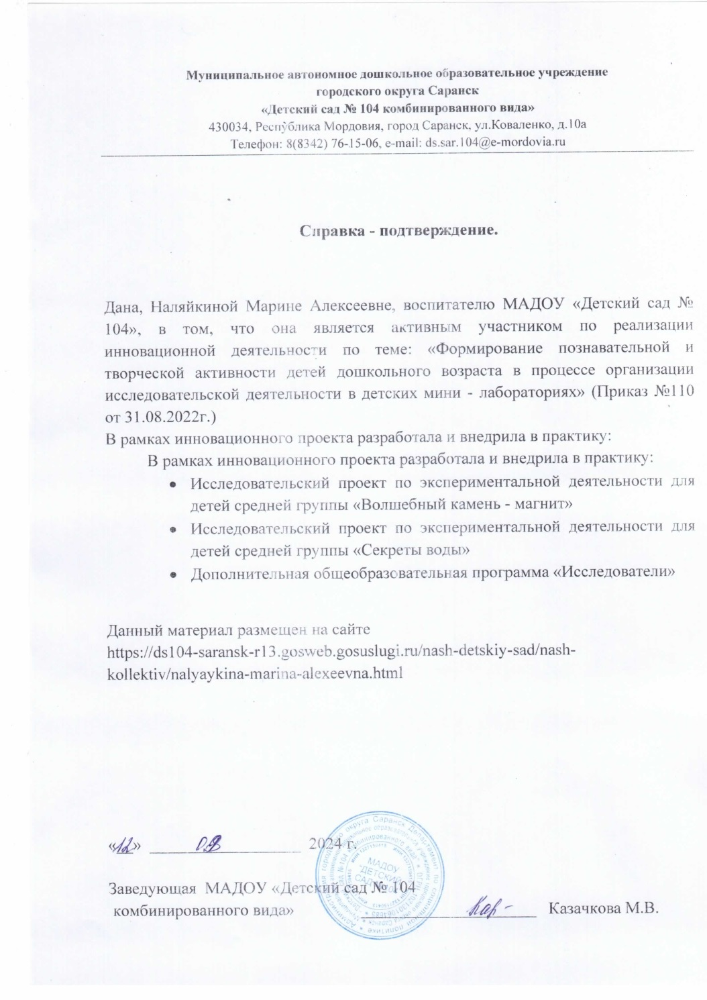 Муниципальное автономное дошкольное образовательное учреждение
городского округа Саранск
«Детский сад № 104 комбинированного вида»
430034, Республика Мордовия, город Саранск, ул.Коваленко, д.10а
Телефон: 8(8342) 76-15-06, e-mail: ds.sar.104@e-mordovia.ru
Справка - подтверждение.
Дана, Наляйкиной Марине Алексеевне, воспитателю МАДОУ «Детский сад №
104», в том, что она является активным участником по реализации
инновационной деятельности по теме: «Формирование познавательной и
творческой активности детей дошкольного возраста в процессе организации
исследовательской деятельности в детских мини - лабораториях» (Приказ №110
от 31.08.2022г.)
В рамках инновационного проекта разработала и внедрила в практику:
В рамках инновационного проекта разработала и внедрила в практику:
• Исследовательский проект по экспериментальной деятельности для
детей средней группы «Волшебный камень - магнит»
• Исследовательский проект по экспериментальной деятельности для
детей средней группы «Секреты воды»
• Дополнительная общеобразовательная программа «Исследователи»
Данный материал размещен на сайте
https://ds104-saransk-r13.gosweb.gosuslugi.ru/nash-detskiy-sad/nash-
kollektiv/nalyaykina-marina-alexeevna.html
«12» 2024 г.
МАДОУ
"ДЕТСКИЙ
САД
Заведующая МАДОУ «Детский сад № 104
комбинированного вида» Казачкова М.В.